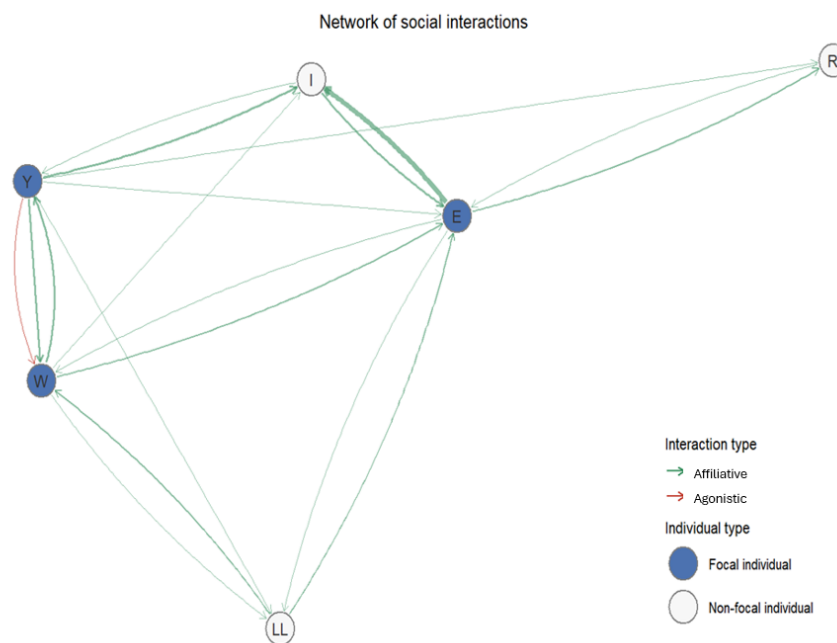 Network of social interactions
R
I
Y
E
W
LL
Interaction type
Affiliative
Agonistic
Individual type
Focal individual
Non-focal individual